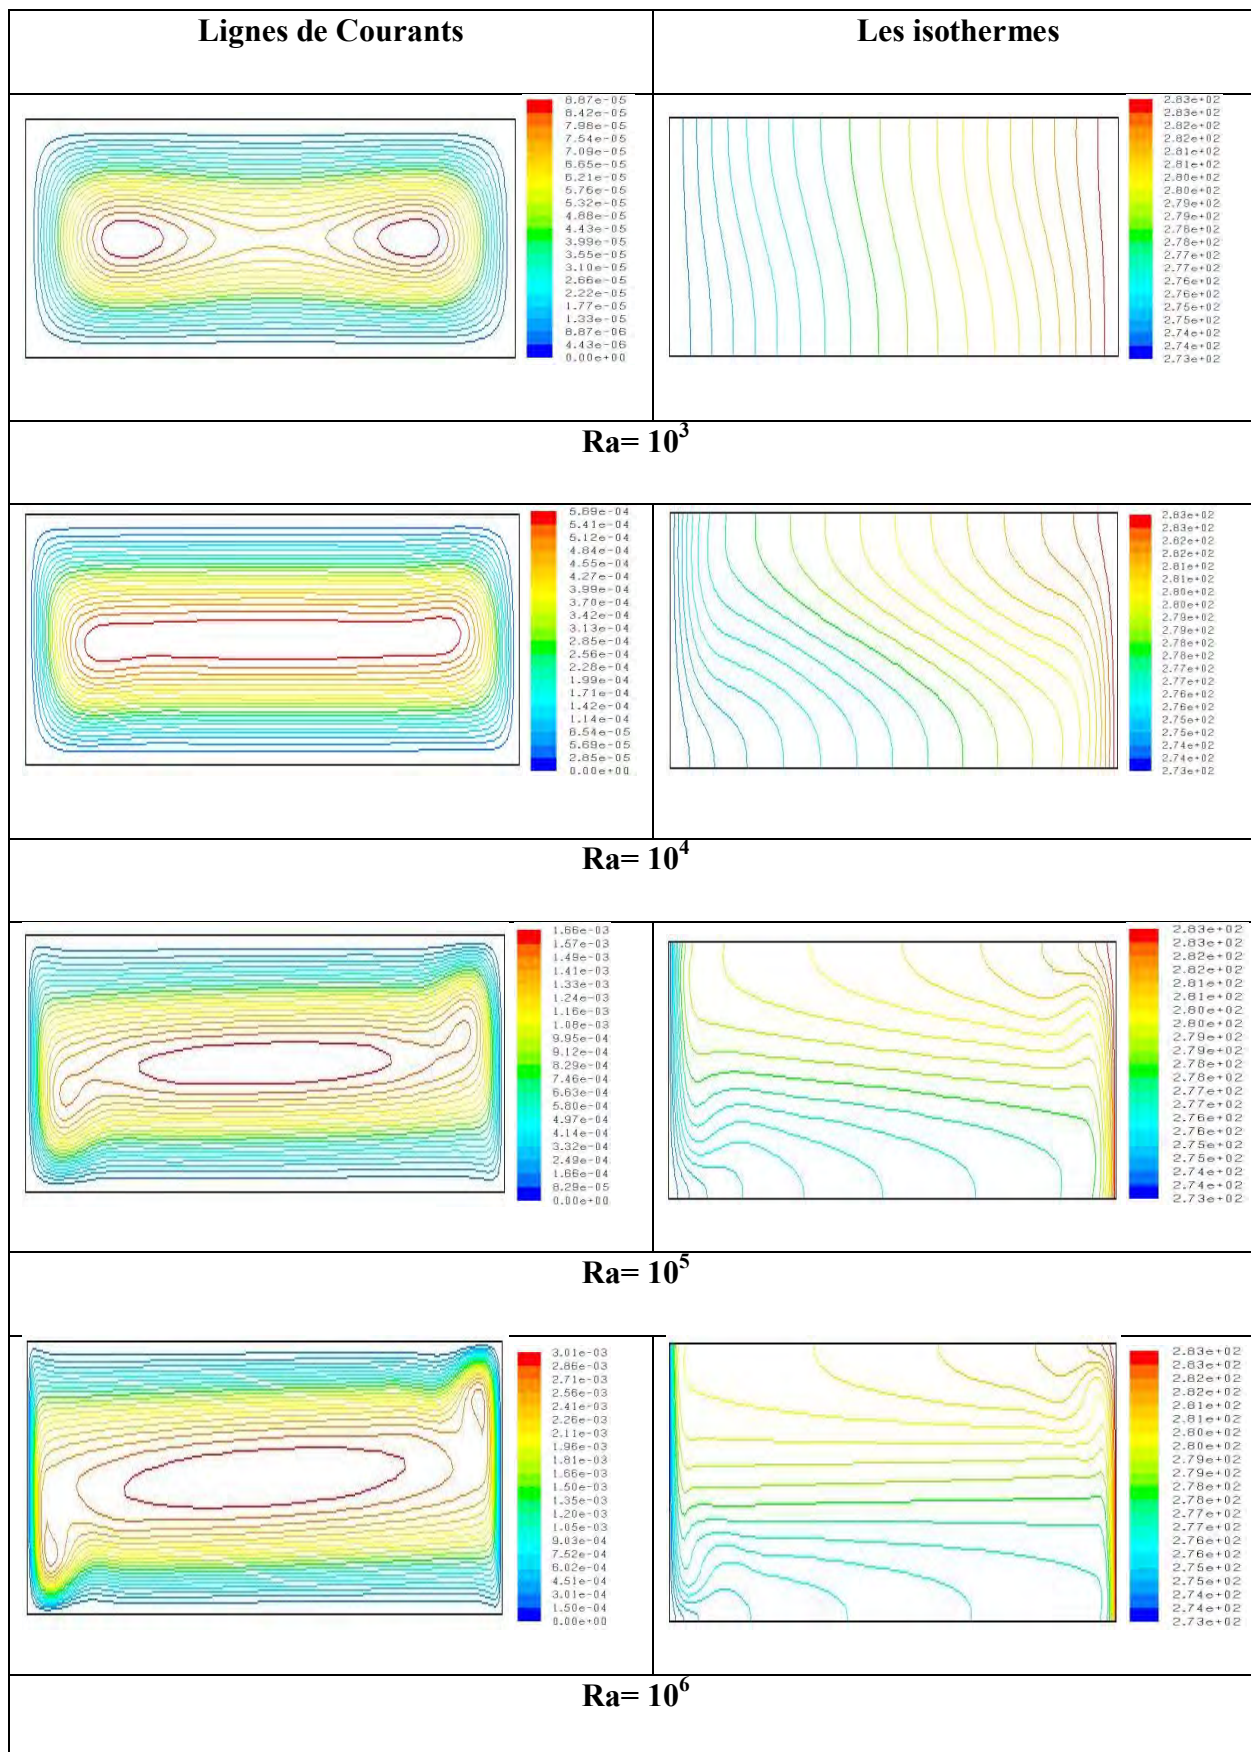 Lignes de Courants
Les isothermes
8.87e-05
8.42e-05
7.98e-05
7.54e-05
7.09e-05
6.65e-05
6.21e-05
5.76e-05
5.32e-05
4.88e-05
4.43e-05
3.99e-05
3.55e-05
3.10e-05
2.66e-05
2.22e-05
1.77e-05
1.33e-05
8.87e-06
4.43e-06
0.00e+00
2.83e+02
2.83e+02
2.82e+02
2.82e+02
2.81e+02
2.81e+02
2.80e+02
2.80e+02
2.79e+02
2.79e+02
2.78e+02
2.78e+02
2.77e+02
2.77e+02
2.76e+02
2.76e+02
2.75e+02
2.75e+02
2.74e+02
2.74e+02
2.73e+02
Ra= 10³
5.69e-04
5.41e-04
5.12e-04
4.84e-04
4.55e-04
4.27e-04
3.99e-04
3.70e-04
3.42e-04
3.13e-04
2.85e-04
2.56e-04
2.28e-04
1.99e-04
1.71e-04
1.42e-04
1.14e-04
8.54e-05
5.69e-05
2.85e-05
0.00e+00
2.83e+02
2.83e+02
2.82e+02
2.82e+02
2.81e+02
2.81e+02
2.80e+02
2.80e+02
2.79e+02
2.79e+02
2.78e+02
2.78e+02
2.77e+02
2.77e+02
2.76e+02
2.76e+02
2.75e+02
2.75e+02
2.74e+02
2.74e+02
2.73e+02
Ra= 10⁴
1.66e-03
1.57e-03
1.49e-03
1.41e-03
1.33e-03
1.24e-03
1.16e-03
1.08e-03
9.95e-04
9.12e-04
8.29e-04
7.46e-04
6.63e-04
5.80e-04
4.97e-04
4.14e-04
3.32e-04
2.49e-04
1.66e-04
8.29e-05
0.00e+00
2.83e+02
2.83e+02
2.82e+02
2.82e+02
2.81e+02
2.81e+02
2.80e+02
2.80e+02
2.79e+02
2.79e+02
2.78e+02
2.78e+02
2.77e+02
2.77e+02
2.76e+02
2.76e+02
2.75e+02
2.75e+02
2.74e+02
2.74e+02
2.73e+02
Ra= 10⁵
3.01e-03
2.86e-03
2.71e-03
2.56e-03
2.41e-03
2.26e-03
2.11e-03
1.96e-03
1.81e-03
1.66e-03
1.50e-03
1.35e-03
1.20e-03
1.05e-03
9.03e-04
7.52e-04
6.02e-04
4.51e-04
3.01e-04
1.50e-04
0.00e+00
2.83e+02
2.83e+02
2.82e+02
2.82e+02
2.81e+02
2.81e+02
2.80e+02
2.80e+02
2.79e+02
2.79e+02
2.78e+02
2.78e+02
2.77e+02
2.77e+02
2.76e+02
2.76e+02
2.75e+02
2.75e+02
2.74e+02
2.74e+02
2.73e+02
Ra= 10⁶